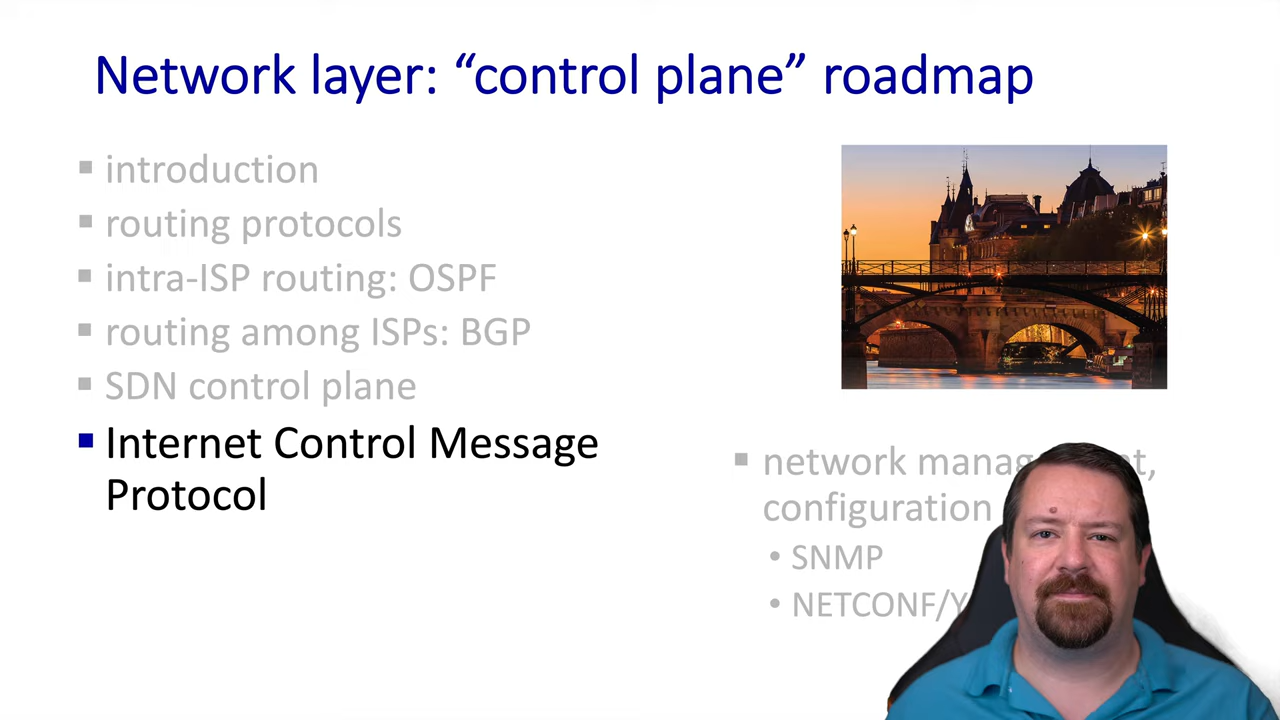 Network layer: “control plane” roadmap
▪ introduction
▪ routing protocols
▪ intra-ISP routing: OSPF
▪ routing among ISPs: BGP
▪ SDN control plane
▪ Internet Control Message
Protocol
▪ network
configuration
• SNMP
• NETCONF/